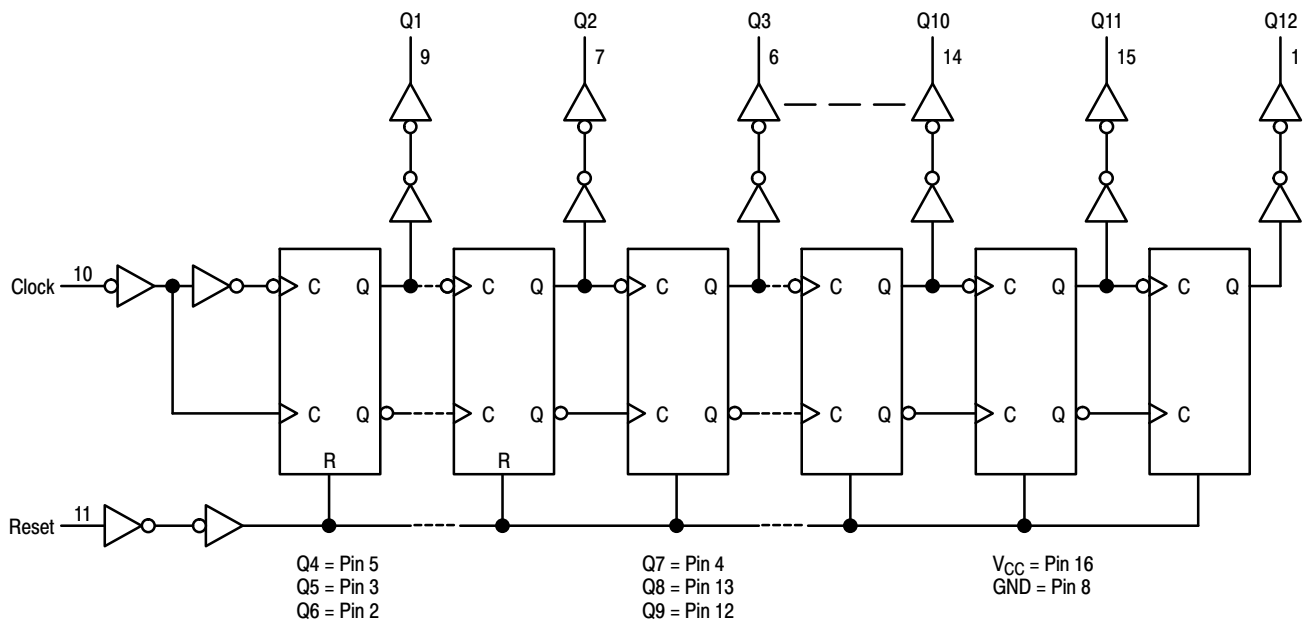 Q1 Q2 Q3 Q10 Q11 Q12
9 7 6 14 15 1
Clock 10 C Q C Q C Q C Q C Q C Q
C Q C Q C Q C Q C Q C
R R
Reset 11
Q4 = Pin 5
Q5 = Pin 3
Q6 = Pin 2
Q7 = Pin 4
Q8 = Pin 13
Q9 = Pin 12
VCC = Pin 16
GND = Pin 8